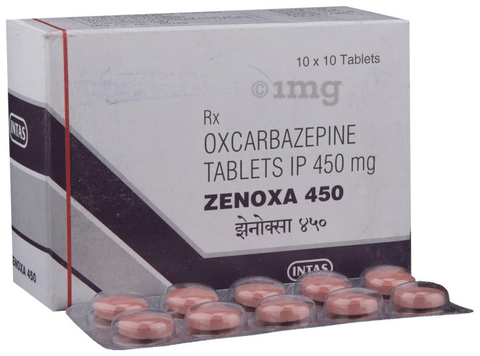 10 x 10 Tablets
©1mg
Rx
OXCARBAZEPINE
TABLETS IP 450 mg
ZENOXA 450
झेनोक्सा ४५०
INTAS
INTAS
ZENOXA 450